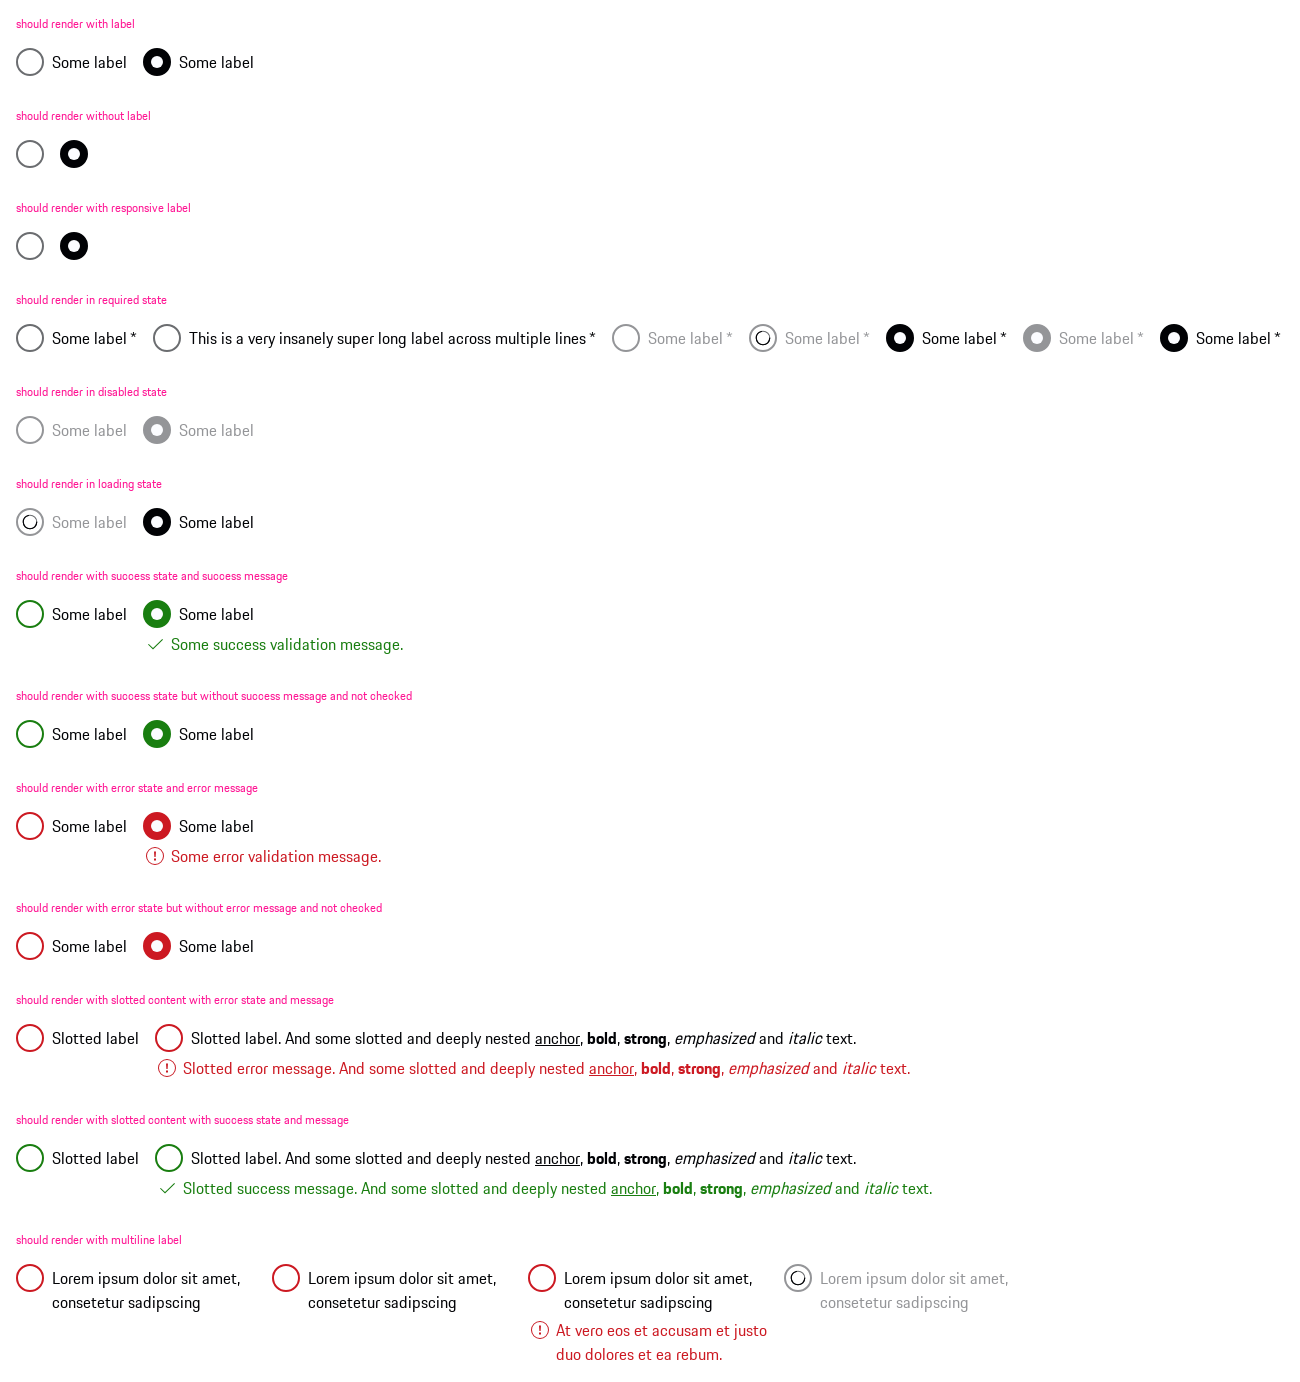 should render with label
Some label Some label
should render without label
should render with responsive label
should render in required state
Some label * This is a very insanely super long label across multiple lines * Some label * Some label * Some label * Some label * Some label *
should render in disabled state
Some label Some label
should render in loading state
Some label Some label
should render with success state and success message
Some label Some label
Some success validation message.
should render with success state but without success message and not checked
Some label Some label
should render with error state and error message
Some label Some label
Some error validation message.
should render with error state but without error message and not checked
Some label Some label
should render with slotted content with error state and message
Slotted label Slotted label. And some slotted and deeply nested anchor, bold, strong, emphasized and italic text.
Slotted error message. And some slotted and deeply nested anchor, bold, strong, emphasized and italic text.
should render with slotted content with success state and message
Slotted label Slotted label. And some slotted and deeply nested anchor, bold, strong, emphasized and italic text.
Slotted success message. And some slotted and deeply nested anchor, bold, strong, emphasized and italic text.
should render with multiline label
Lorem ipsum dolor sit amet,
consetetur sadipscing
Lorem ipsum dolor sit amet,
consetetur sadipscing
Lorem ipsum dolor sit amet,
consetetur sadipscing
At vero eos et accusam et justo
duo dolores et ea rebum.
Lorem ipsum dolor sit amet,
consetetur sadipscing